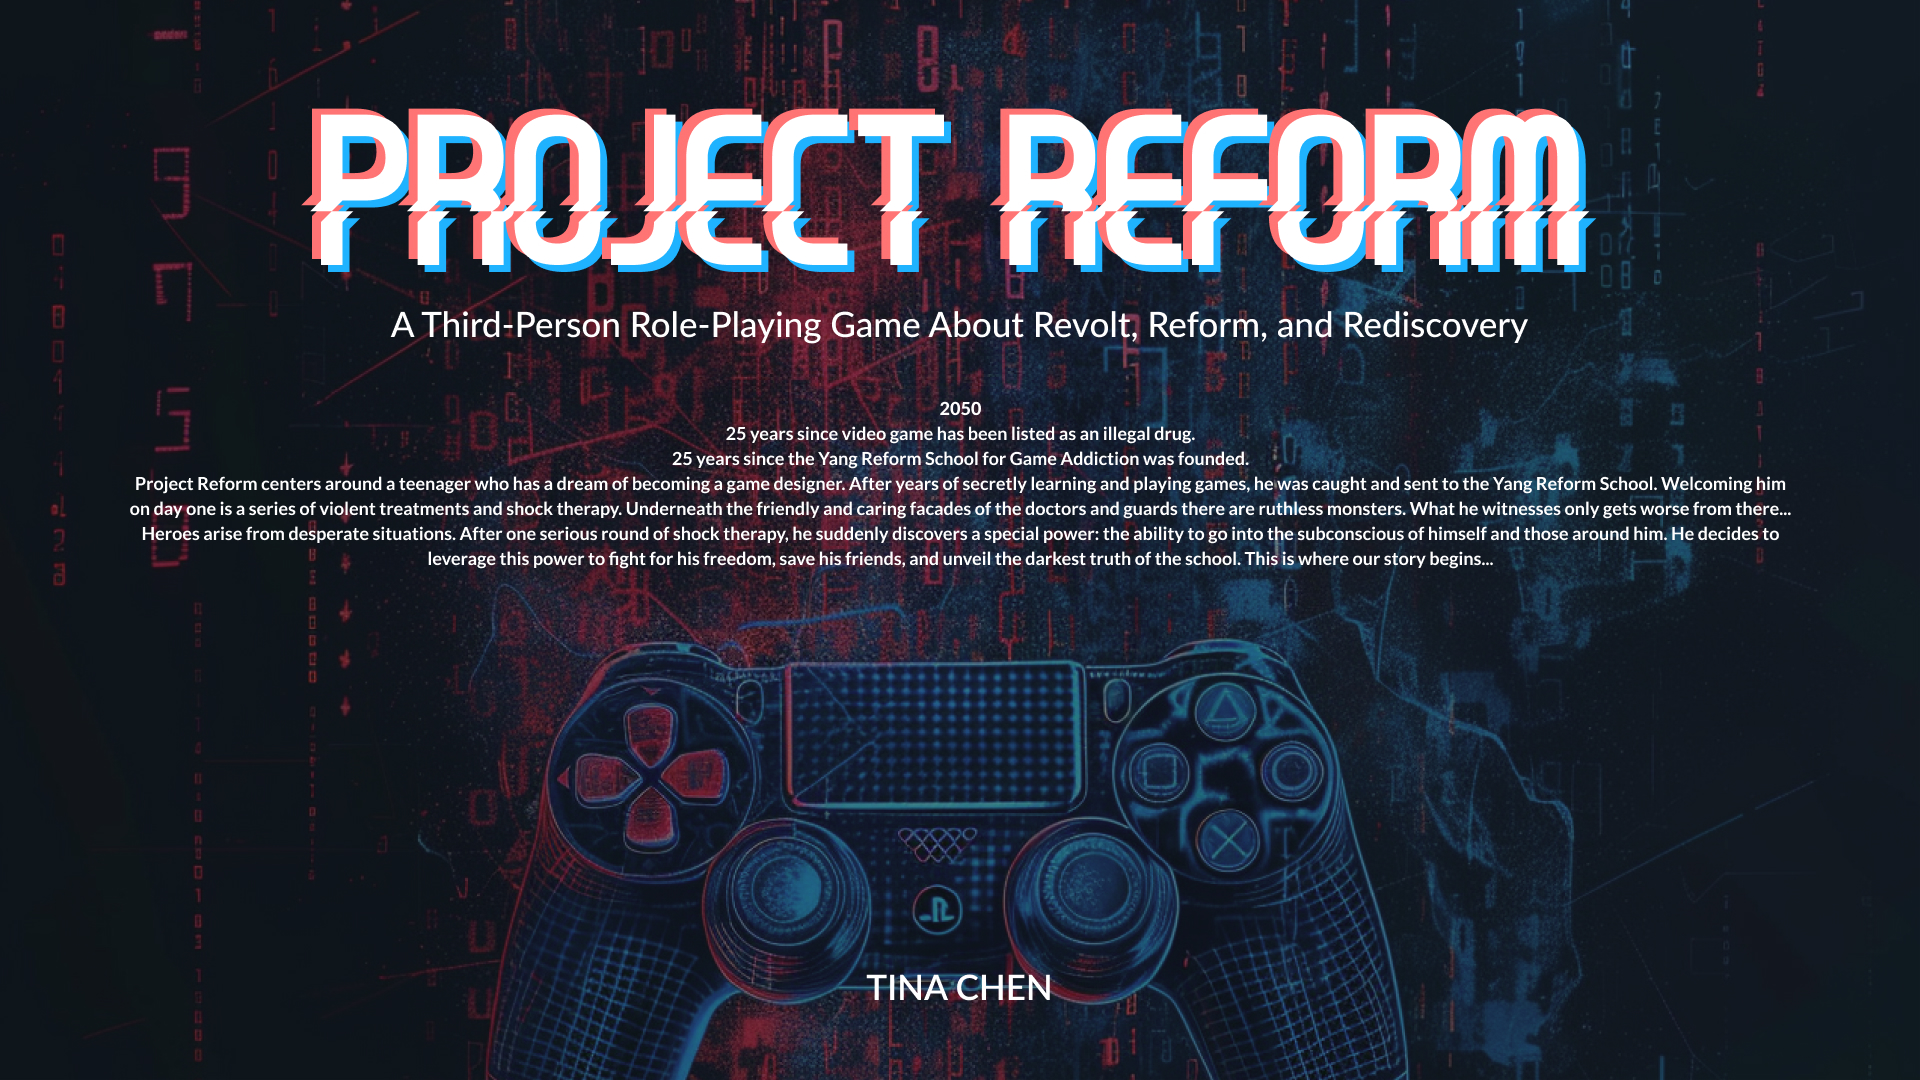 PROJECT REFORM
A Third-Person Role-Playing Game About Revolt, Reform, and Rediscovery
2050
25 years since video game has been listed as an illegal drug.
25 years since the Yang Reform School for Game Addiction was founded.
Project Reform centers around a teenager who has a dream of becoming a game designer. After years of secretly learning and playing games, he was caught and sent to the Yang Reform School. Welcoming him
on day one is a series of violent treatments and shock therapy. Underneath the friendly and caring facades of the doctors and guards there are ruthless monsters. What he witnesses only gets worse from there...
Heroes arise from desperate situations. After one serious round of shock therapy, he suddenly discovers a special power: the ability to go into the subconscious of himself and those around him. He decides to
leverage this power to fight for his freedom, save his friends, and unveil the darkest truth of the school. This is where our story begins...
TINA CHEN